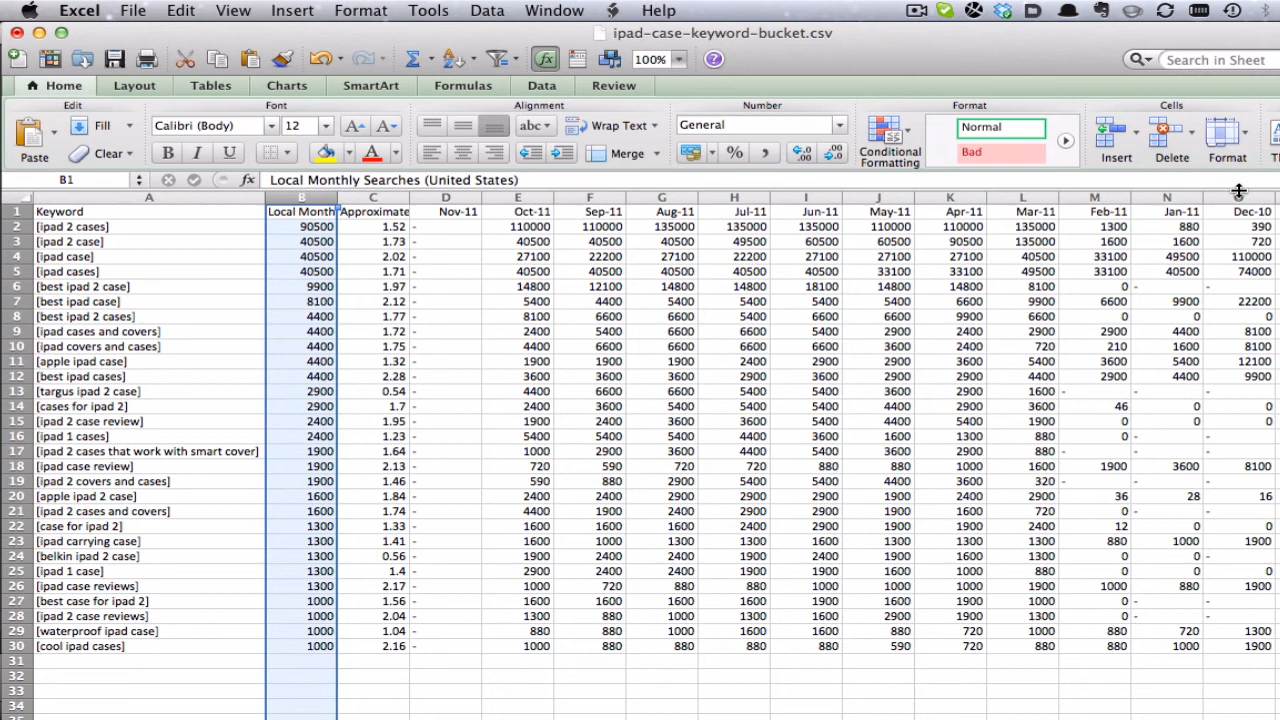 Excel File Edit View Insert Format Tools Data Window Help
ipad-case-keyword-bucket.csv
100% Search in Sheet
Home Layout Tables Charts SmartArt Formulas Data Review
Edit Font Alignment Number Format Cells
Fill Calibri (Body) 12 abc Wrap Text General Normal
Paste Clear B I U Merge % Conditional Formatting Bad Insert Delete Format
B1 fx Local Monthly Searches (United States)
A B C D E F G H I J K L M N
1 Keyword Local Month Approximate Nov-11 Oct-11 Sep-11 Aug-11 Jul-11 Jun-11 May-11 Apr-11 Mar-11 Feb-11 Jan-11 Dec-10
2 [ipad 2 cases] 90500 1.52 - 110000 110000 135000 135000 135000 110000 110000 135000 1300 880 390
3 [ipad 2 case] 40500 1.73 - 40500 40500 40500 49500 60500 60500 90500 135000 1600 1600 720
4 [ipad case] 40500 2.02 - 27100 22200 27100 22200 27100 27100 27100 40500 33100 49500 110000
5 [ipad cases] 40500 1.71 - 40500 40500 40500 40500 40500 33100 33100 49500 33100 40500 74000
6 [best ipad 2 case] 9900 1.97 - 14800 12100 14800 14800 18100 14800 14800 8100 0 - -
7 [best ipad case] 8100 2.12 - 5400 4400 5400 5400 5400 5400 6600 9900 6600 9900 22200
8 [best ipad 2 cases] 4400 1.77 - 8100 6600 6600 5400 6600 6600 9900 6600 0 0 0
9 [ipad cases and covers] 4400 1.72 - 2400 5400 6600 6600 5400 2900 2400 2400 2900 4400 8100
10 [ipad covers and cases] 4400 1.75 - 4400 6600 6600 6600 6600 3600 2400 720 210 1600 8100
11 [apple ipad case] 4400 1.32 - 1900 1900 1900 2400 2900 2900 3600 5400 3600 5400 12100
12 [best ipad cases] 4400 2.28 - 3600 3600 3600 2900 3600 2900 2900 4400 2900 4400 9900
13 [targus ipad 2 case] 2900 0.54 - 4400 6600 6600 5400 5400 3600 2900 1600 - - -
14 [cases for ipad 2] 2900 1.7 - 2400 3600 5400 5400 5400 4400 2900 3600 46 0 0
15 [ipad 2 case review] 2400 1.95 - 1900 2400 3600 3600 5400 4400 5400 1900 0 0 0
16 [ipad 1 cases] 2400 1.23 - 5400 5400 5400 4400 3600 1600 1300 880 0 - -
17 [ipad 2 cases that work with smart cover] 1900 1.64 - 1000 2900 3600 4400 5400 4400 2900 880 - - -
18 [ipad case review] 1900 2.13 - 720 590 720 720 880 880 1000 1600 1900 3600 8100
19 [ipad 2 covers and cases] 1900 1.46 - 590 880 2900 5400 5400 4400 3600 320 - - -
20 [apple ipad 2 case] 1600 1.84 - 2400 2400 2900 2900 2400 1900 2400 2900 36 28 16
21 [ipad 2 cases and covers] 1600 1.74 - 4400 1900 2400 2900 2900 1900 1600 720 0 - -
22 [case for ipad 2] 1300 1.33 - 1600 1600 1600 2400 2400 1900 1900 2400 12 0 0
23 [ipad carrying case] 1300 1.41 - 1600 1000 1300 1300 1600 1300 1300 1300 880 1000 1900
24 [belkin ipad 2 case] 1300 0.56 - 1900 2400 2400 1900 2400 1900 1600 1300 0 0 -
25 [ipad 1 case] 1300 1.4 - 2900 2400 2400 1900 1900 1600 1000 880 0 0 0
26 [ipad case reviews] 1300 2.17 - 1000 720 880 880 1000 1000 1000 1900 1000 880 1900
27 [best case for ipad 2] 1000 1.56 - 1600 1600 1600 1600 1900 1600 1900 1000 0 - -
28 [ipad 2 case reviews] 1000 2.04 - 1300 880 1000 1300 1600 2900 1900 1300 0 - -
29 [waterproof ipad case] 1000 1.04 - 880 880 1000 1600 1600 880 720 1000 880 720 1300
30 [cool ipad cases] 1000 2.16 - 1000 880 880 880 880 590 720 880 880 1000 1900
31
32
33
34